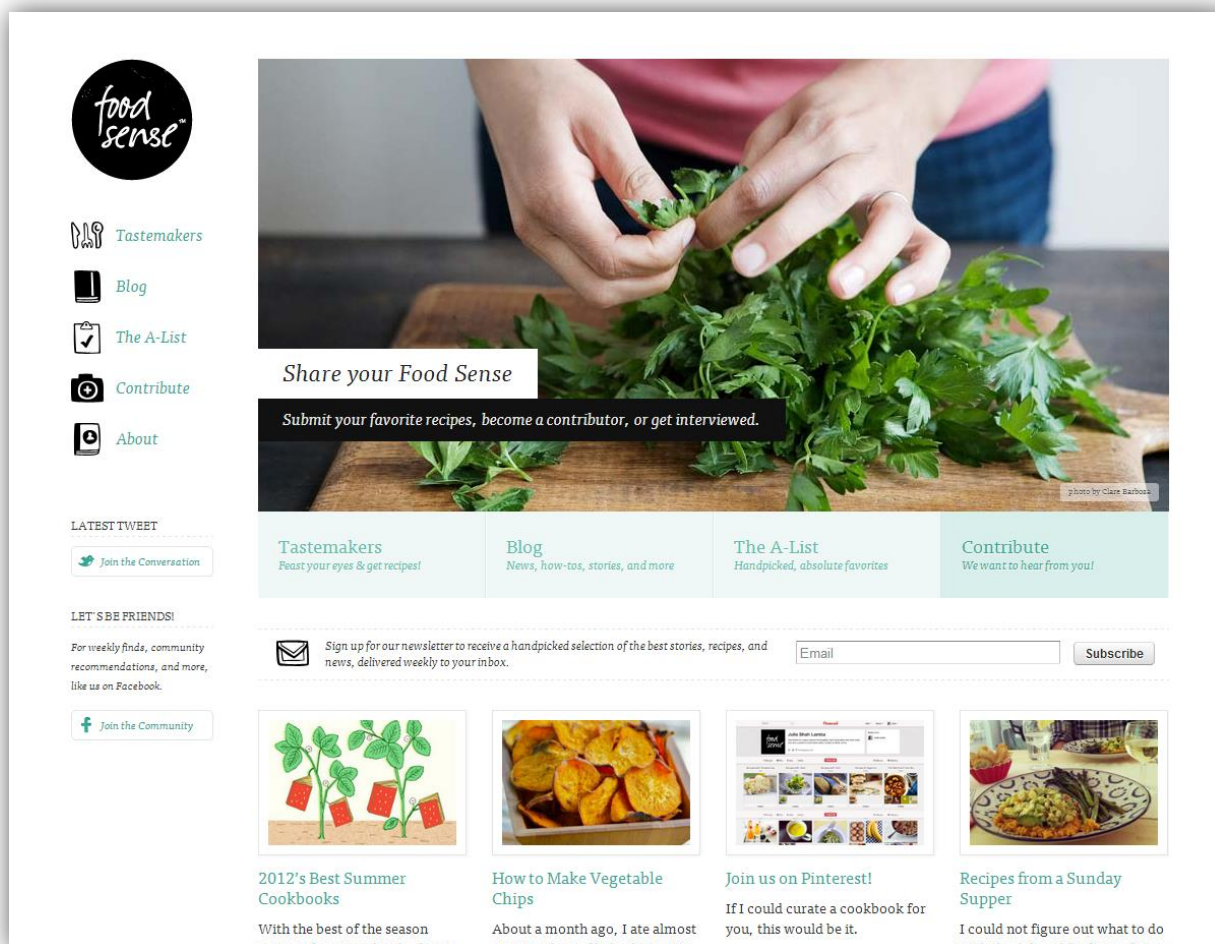 food
sense™
Tastemakers
Blog
The A-List
Contribute
About
LATEST TWEET
Join the Conversation
LET'S BE FRIENDS!
For weekly finds, community
recommendations, and more,
like us on Facebook.
Join the Community
Share your Food Sense
Submit your favorite recipes, become a contributor, or get interviewed.
photo by Clare Barboza
Tastemakers
Feast your eyes & get recipes!
Blog
News, how-tos, stories, and more
The A-List
Handpicked, absolute favorites
Contribute
We want to hear from you!
Sign up for our newsletter to receive a handpicked selection of the best stories, recipes, and
news, delivered weekly to your inbox.
Email
Subscribe
2012's Best Summer
Cookbooks
With the best of the season
How to Make Vegetable
Chips
About a month ago, I ate almost
Pinterest
food
sense
Julie Shah Lamba
Join us on Pinterest!
If I could curate a cookbook for
you, this would be it.
Recipes from a Sunday
Supper
I could not figure out what to do